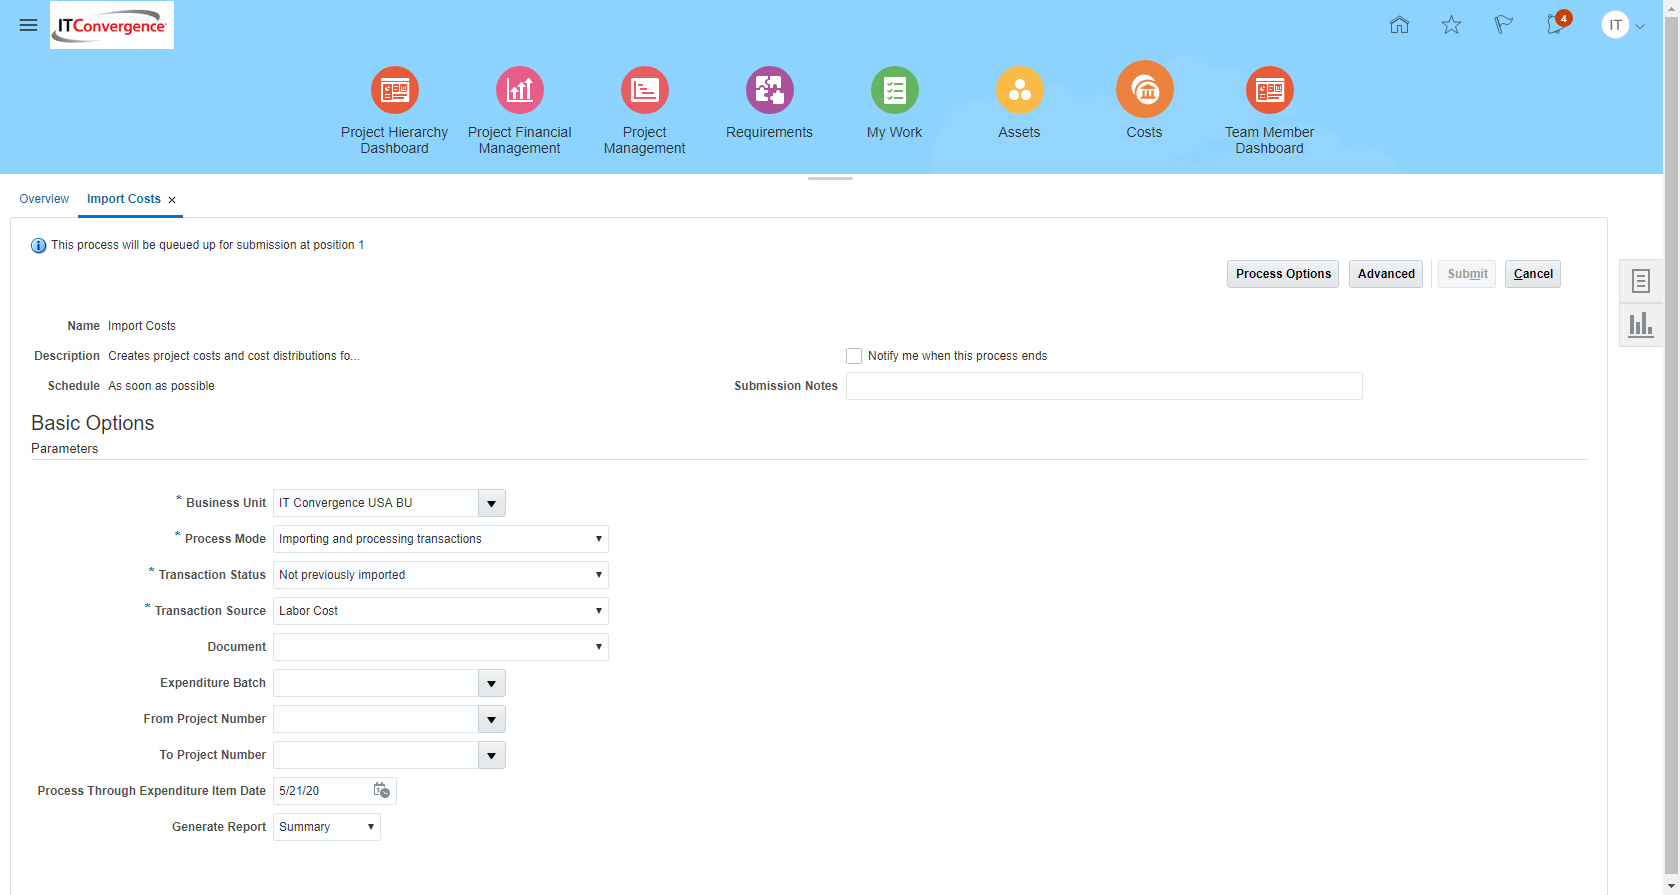 ITConvergence
4
IT
Project Hierarchy
Dashboard
Project Financial
Management
Project
Management
Requirements
My Work
Assets
Costs
Team Member
Dashboard
Overview
Import Costs ×
This process will be queued up for submission at position 1
Process Options
Advanced
Submit
Cancel
Name Import Costs
Description Creates project costs and cost distributions fo...
Notify me when this process ends
Schedule As soon as possible
Submission Notes
Basic Options
Parameters
* Business Unit IT Convergence USA BU
* Process Mode Importing and processing transactions
* Transaction Status Not previously imported
* Transaction Source Labor Cost
Document
Expenditure Batch
From Project Number
To Project Number
Process Through Expenditure Item Date 5/21/20
Generate Report Summary